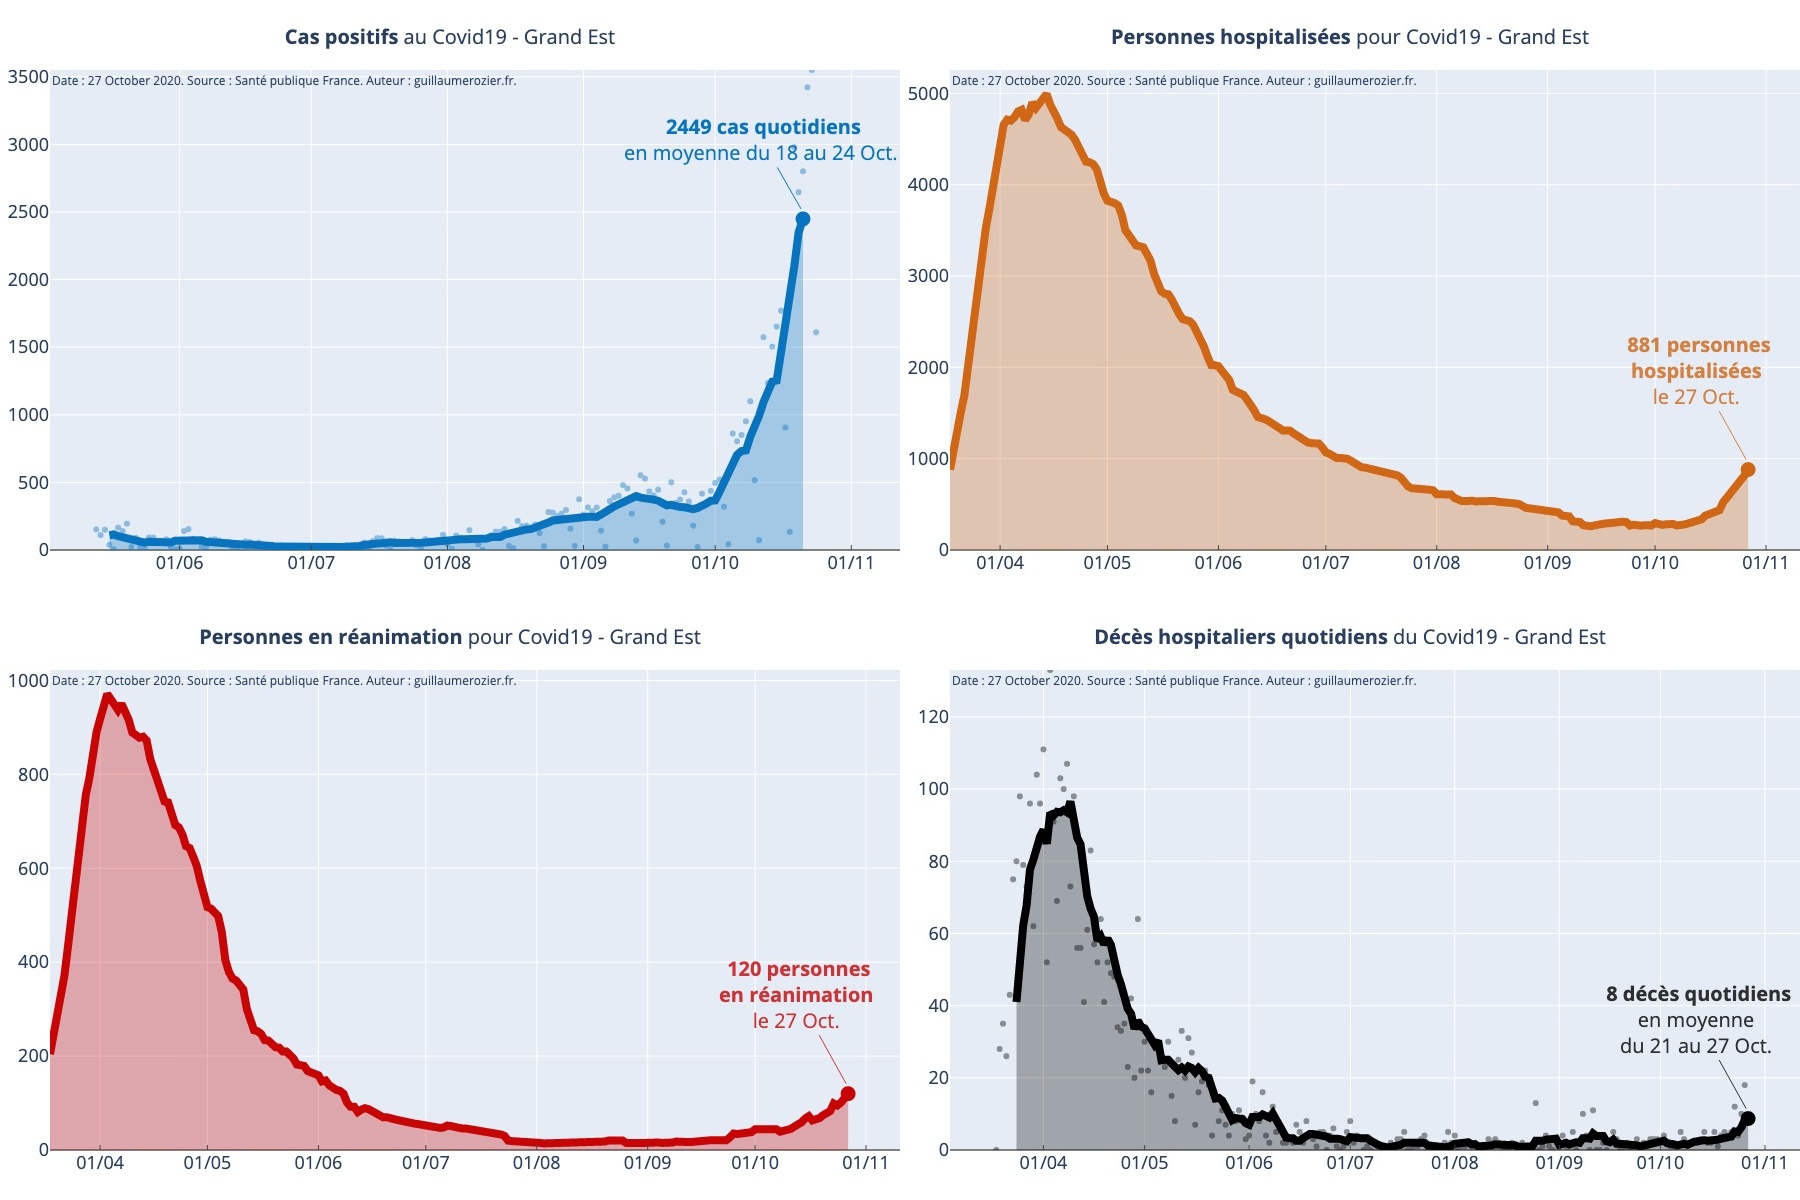 Cas positifs au Covid19 - Grand Est
Date : 27 October 2020. Source : Santé publique France. Auteur : guillaumerozier.fr.
3500
3000
2500
2000
1500
1000
500
0
2449 cas quotidiens
en moyenne du 18 au 24 Oct.
01/06 01/07 01/08 01/09 01/10 01/11
Personnes hospitalisées pour Covid19 - Grand Est
Date : 27 October 2020. Source : Santé publique France. Auteur : guillaumerozier.fr.
5000
4000
3000
2000
1000
0
881 personnes
hospitalisées
le 27 Oct.
01/04 01/05 01/06 01/07 01/08 01/09 01/10 01/11
Personnes en réanimation pour Covid19 - Grand Est
Date : 27 October 2020. Source : Santé publique France. Auteur : guillaumerozier.fr.
1000
800
600
400
200
0
120 personnes
en réanimation
le 27 Oct.
01/04 01/05 01/06 01/07 01/08 01/09 01/10 01/11
Décès hospitaliers quotidiens du Covid19 - Grand Est
Date : 27 October 2020. Source : Santé publique France. Auteur : guillaumerozier.fr.
120
100
80
60
40
20
0
8 décès quotidiens
en moyenne
du 21 au 27 Oct.
01/04 01/05 01/06 01/07 01/08 01/09 01/10 01/11